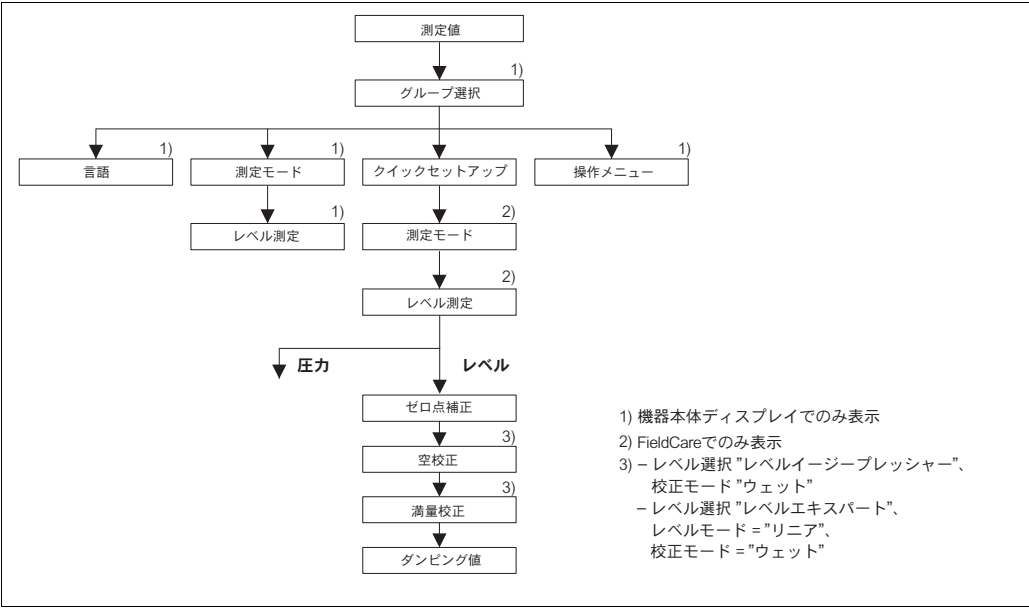 測定値
1)
グループ選択
1)
言語
1)
測定モード
クイックセットアップ
1)
操作メニュー
1)
レベル測定
2)
測定モード
2)
レベル測定
圧力
レベル
ゼロ点補正
3)
空校正
3)
満量校正
ダンピング値
1) 機器本体ディスプレイでのみ表示
2) FieldCareでのみ表示
3) – レベル選択 ”レベルイージープレッシャー”、
校正モード ”ウェット”
– レベル選択 ”レベルエキスパート”、
レベルモード = ”リニア”、
校正モード = ”ウェット”